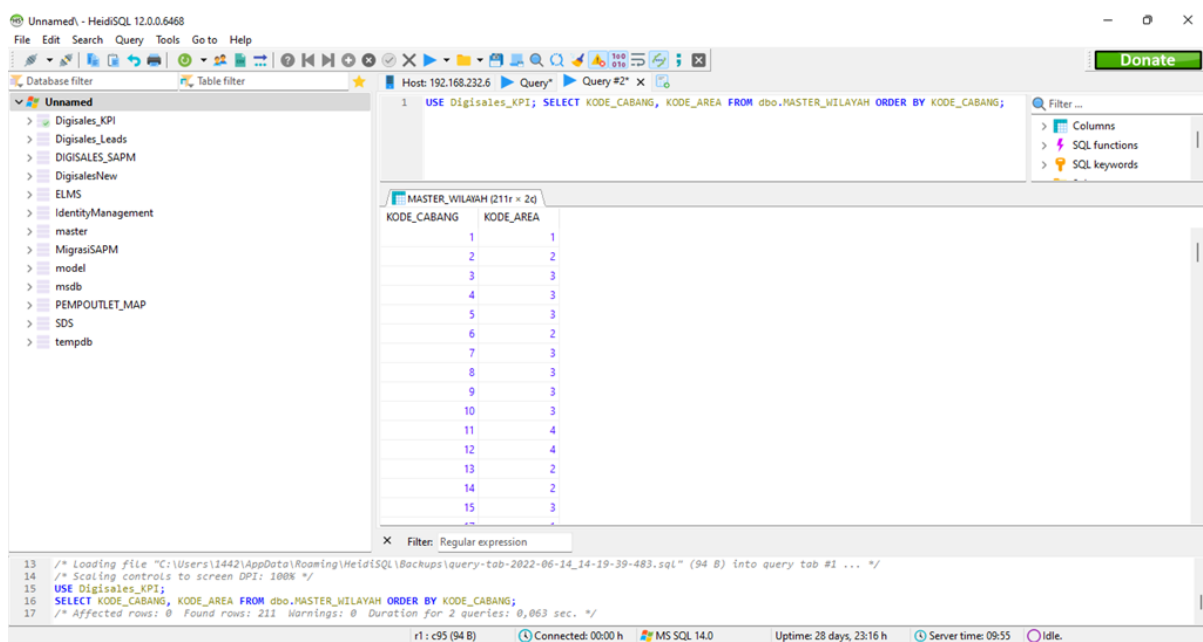 Unnamed\ - HeidiSQL 12.0.0.6468
File Edit Search Query Tools Go to Help
Donate
Database filter
Table filter
Host: 192.168.232.6
Query*
Query #2*
Unnamed
Digisales_KPI
Digisales_Leads
DIGISALES_SAPM
DigisalesNew
ELMS
IdentityManagement
master
MigrasiSAPM
model
msdb
PEMPOUTLET_MAP
SDS
tempdb
1 USE Digisales_KPI; SELECT KODE_CABANG, KODE_AREA FROM dbo.MASTER_WILAYAH ORDER BY KODE_CABANG;
Filter ...
Columns
SQL functions
SQL keywords
MASTER_WILAYAH (211r × 2c)
KODE_CABANG KODE_AREA
1 1
2 2
3 3
4 3
5 3
6 2
7 3
8 3
9 3
10 3
11 4
12 4
13 2
14 2
15 3
Filter: Regular expression
13 /* Loading file "C:\Users\1442\AppData\Roaming\HeidiSQL\Backups\query-tab-2022-06-14_14-19-39-483.sql" (94 B) into query tab #1 ... */
14 /* Scaling controls to screen DPI: 100% */
15 USE Digisales_KPI;
16 SELECT KODE_CABANG, KODE_AREA FROM dbo.MASTER_WILAYAH ORDER BY KODE_CABANG;
17 /* Affected rows: 0 Found rows: 211 Warnings: 0 Duration for 2 queries: 0,063 sec. */
r1 : c95 (94 B)
Connected: 00:00 h
MS SQL 14.0
Uptime: 28 days, 23:16 h
Server time: 09:55
Idle.